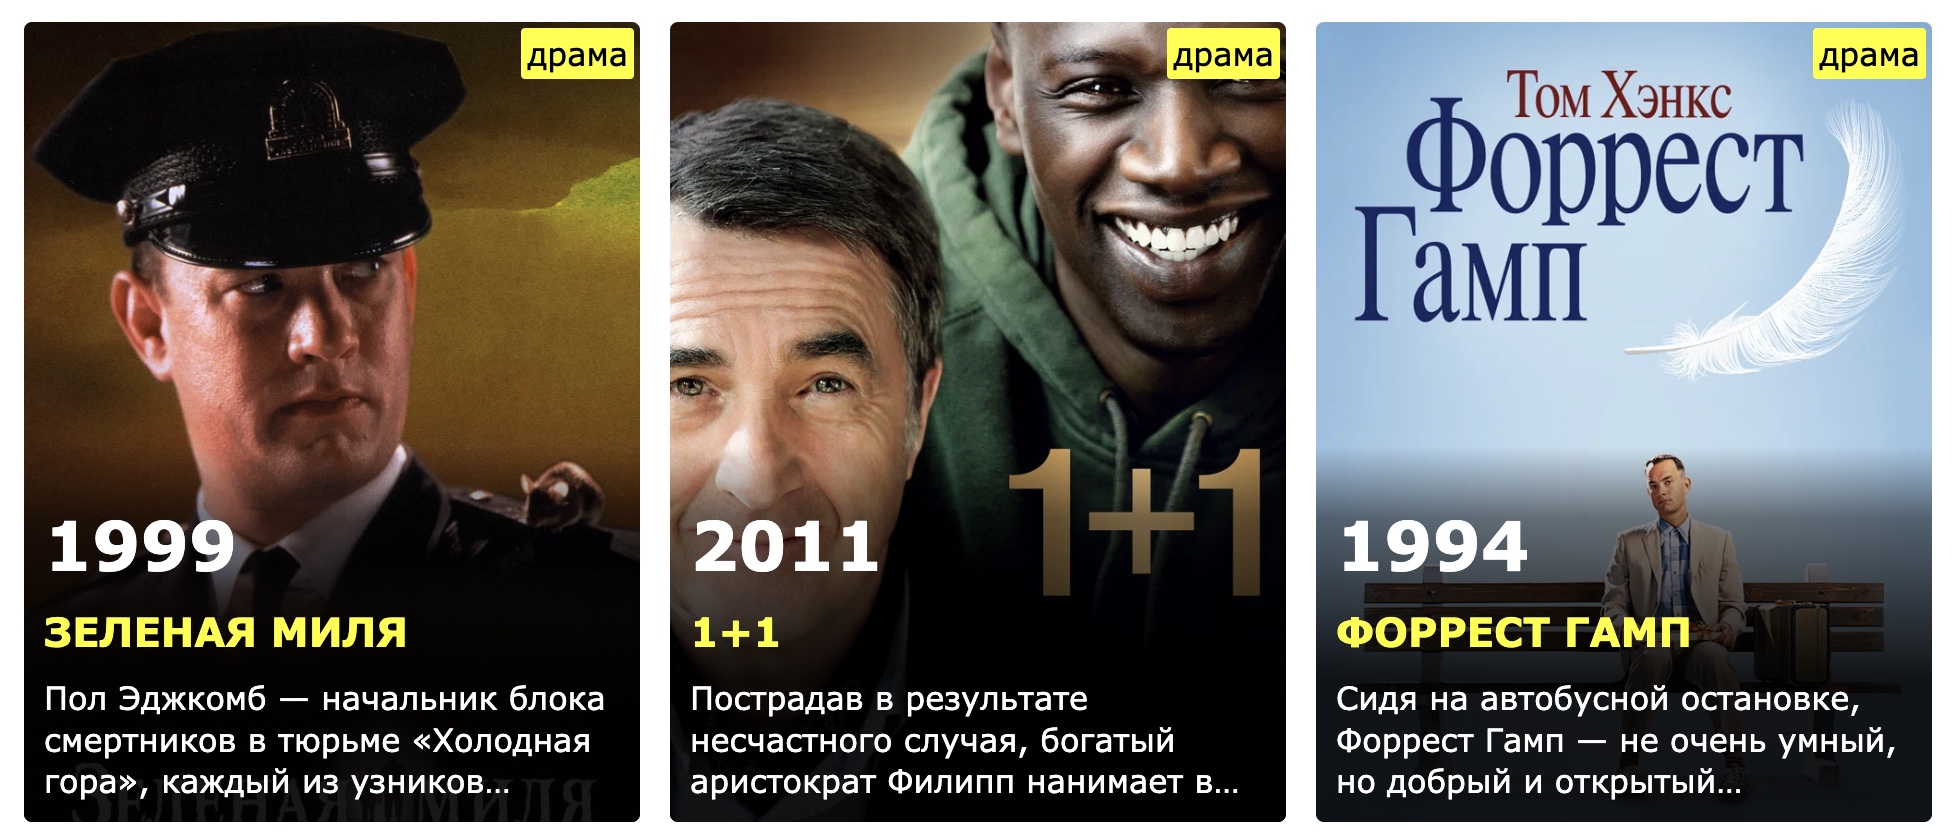 драма
1999
ЗЕЛЕНАЯ МИЛЯ
Пол Эджкомб — начальник блока
смертников в тюрьме «Холодная
гора», каждый из узников...
ЗЕЛЕНАЯ МИЛЯ
драма
1+1
2011
1+1
Пострадав в результате
несчастного случая, богатый
аристократ Филипп нанимает в...
драма
Том Хэнкс
Форрест
Гамп
1994
ФОРРЕСТ ГАМП
Сидя на автобусной остановке,
Форрест Гамп — не очень умный,
но добрый и открытый...